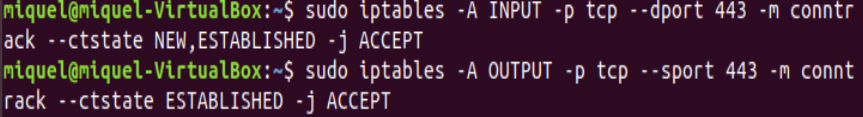 miquel@miquel-VirtualBox:~$ sudo iptables -A INPUT -p tcp --dport 443 -m conntr
ack --ctstate NEW,ESTABLISHED -j ACCEPT
miquel@miquel-VirtualBox:~$ sudo iptables -A OUTPUT -p tcp --sport 443 -m connt
rack --ctstate ESTABLISHED -j ACCEPT